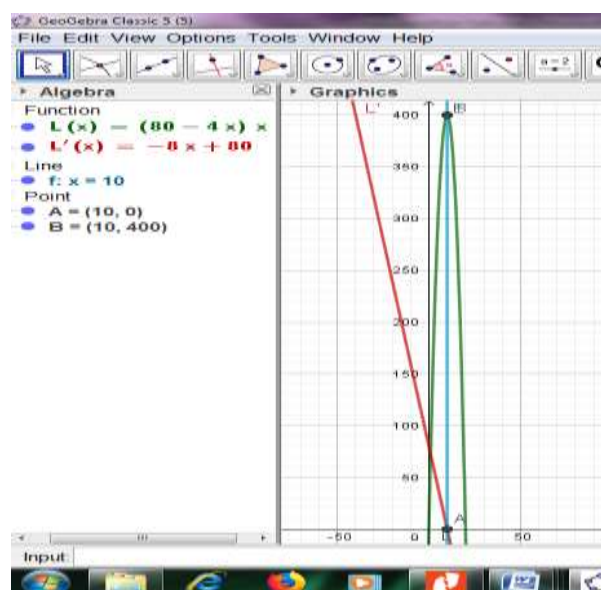 GeoGebra Classic 5 (5)
File Edit View Options Tools Window Help
a = 2
Algebra
Graphics
Function
L(x) = (80 − 4 x) x
L'(x) = −8 x + 80
Line
f: x = 10
Point
A = (10, 0)
B = (10, 400)
L'
B
400
350
300
250
200
150
100
50
A
−50
0
50
Input: